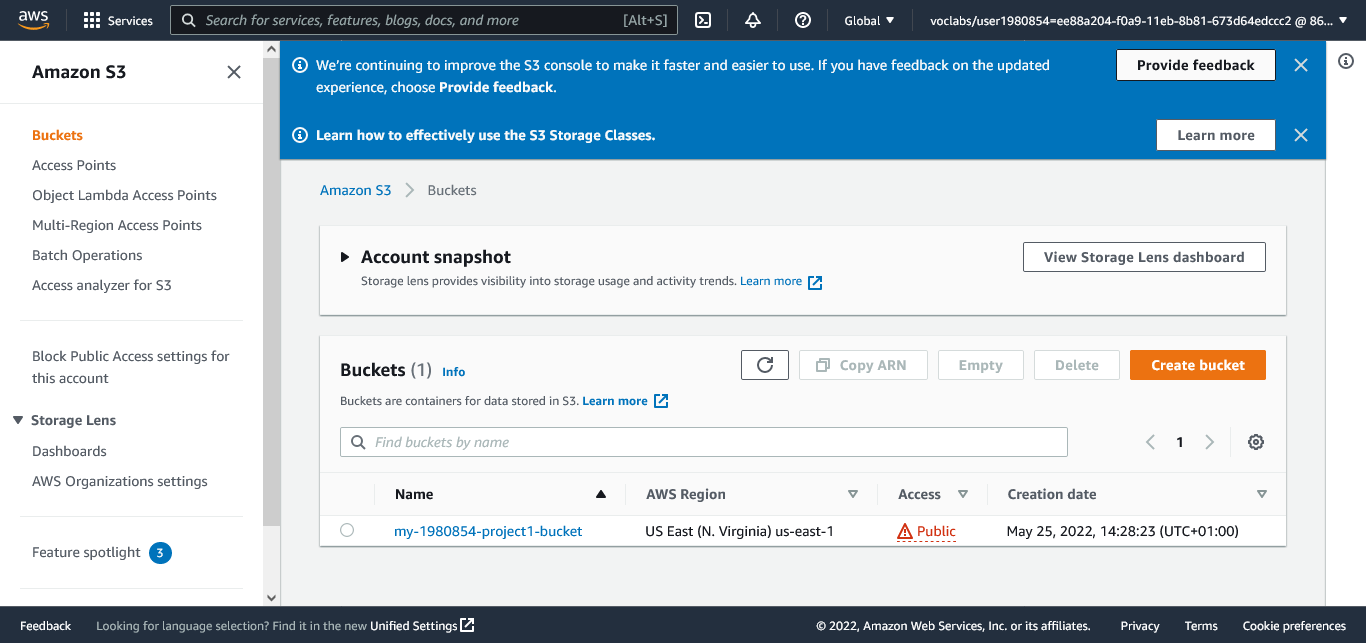 aws
Services
Search for services, features, blogs, docs, and more
[Alt+S]
Global
voclabs/user1980854=ee88a204-f0a9-11eb-8b81-673d64edccc2 @ 86...
Amazon S3
Buckets
Access Points
Object Lambda Access Points
Multi-Region Access Points
Batch Operations
Access analyzer for S3
Block Public Access settings for
this account
Storage Lens
Dashboards
AWS Organizations settings
Feature spotlight 3
We're continuing to improve the S3 console to make it faster and easier to use. If you have feedback on the updated
experience, choose Provide feedback.
Provide feedback
Learn how to effectively use the S3 Storage Classes.
Learn more
Amazon S3 Buckets
Account snapshot
Storage lens provides visibility into storage usage and activity trends. Learn more
View Storage Lens dashboard
Buckets (1) Info
Copy ARN
Empty
Delete
Create bucket
Buckets are containers for data stored in S3. Learn more
Find buckets by name
1
Name AWS Region Access Creation date
my-1980854-project1-bucket US East (N. Virginia) us-east-1 Public May 25, 2022, 14:28:23 (UTC+01:00)
Feedback
Looking for language selection? Find it in the new Unified Settings
© 2022, Amazon Web Services, Inc. or its affiliates.
Privacy
Terms
Cookie preferences